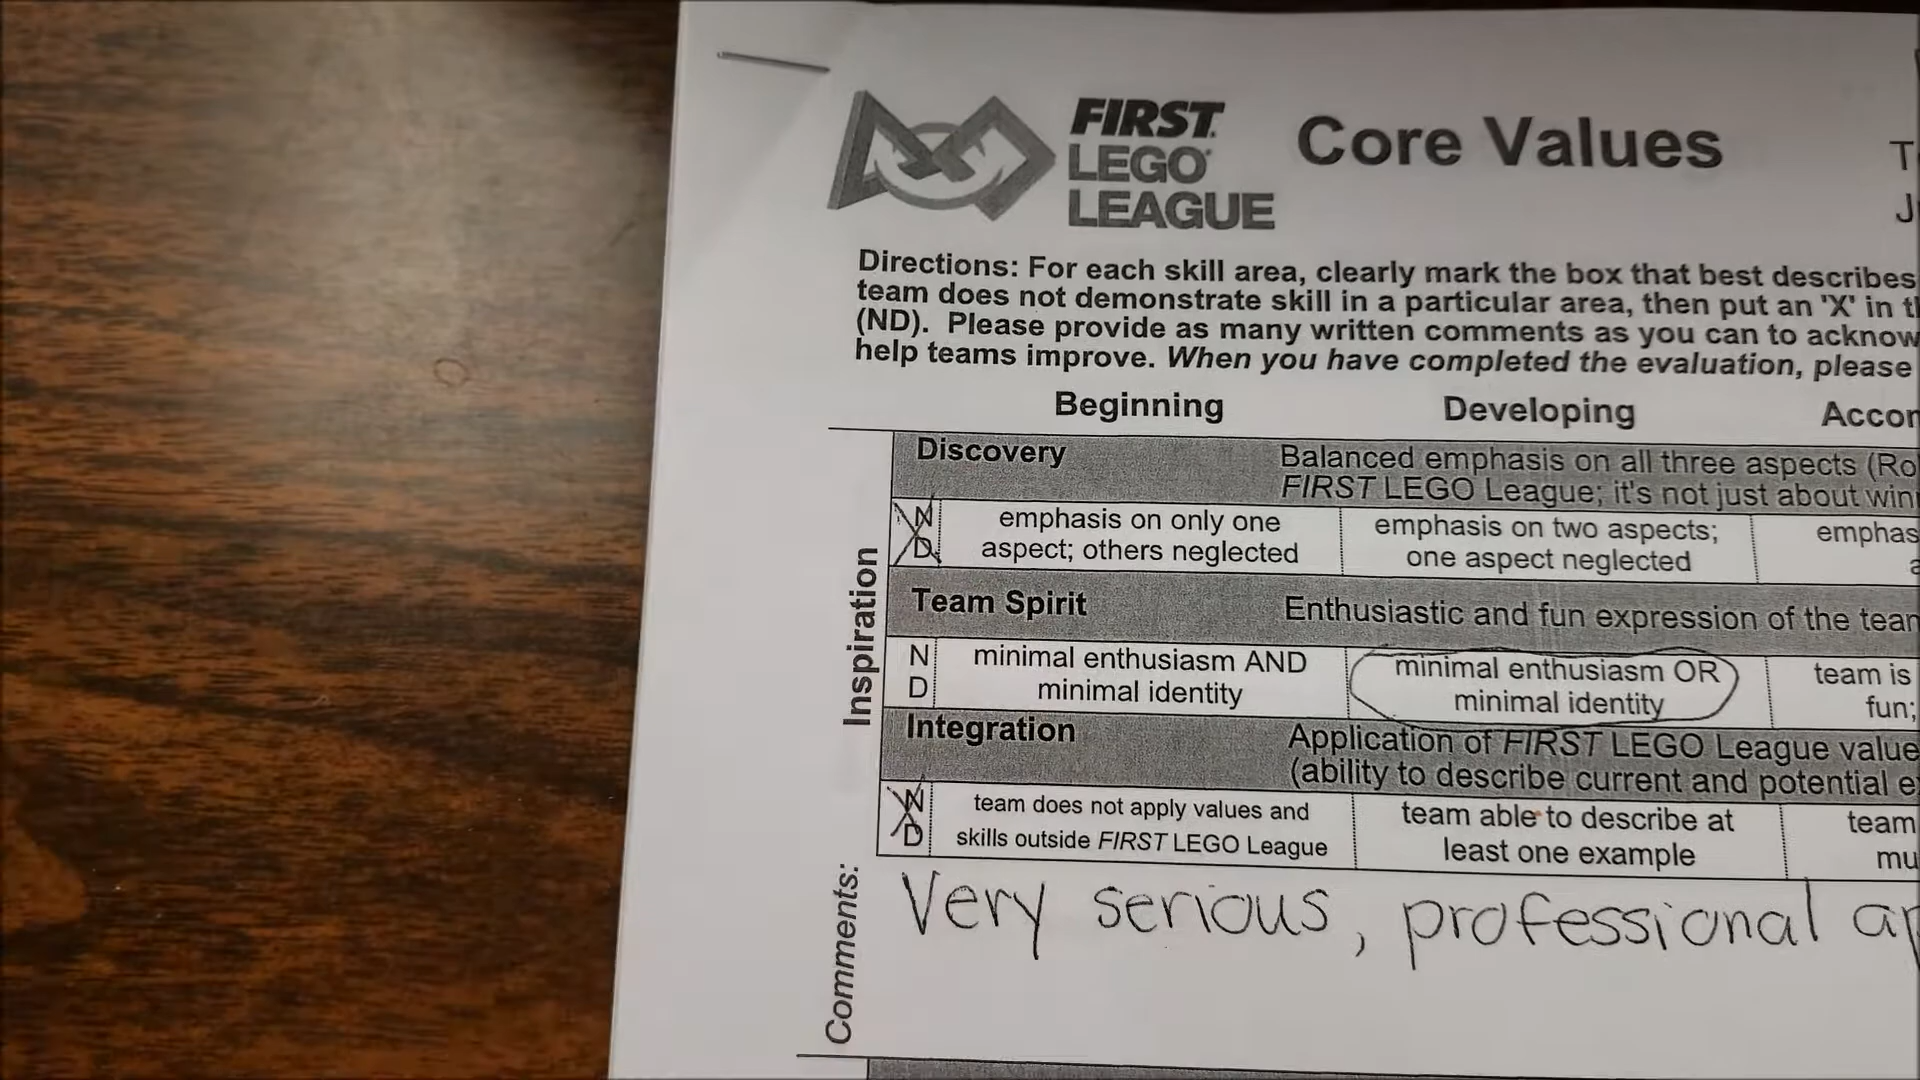 FIRST
LEGO
LEAGUE
Core Values
Directions: For each skill area, clearly mark the box that best describes
team does not demonstrate skill in a particular area, then put an 'X' in
(ND). Please provide as many written comments as you can to
help teams improve. When you have completed the evaluation, please
Beginning Developing
Inspiration
Discovery Balanced emphasis on all three aspects
FIRST LEGO League; it's not just about
N
D
emphasis on only one
aspect; others neglected
emphasis on two aspects;
one aspect neglected
Team Spirit Enthusiastic and fun expression of the
N
D
minimal enthusiasm AND
minimal identity
minimal enthusiasm OR
minimal identity
team is
fun;
Integration Application of FIRST LEGO League
(ability to describe current and potential
N
D
team does not apply values and
skills outside FIRST LEGO League
team able to describe at
least one example
team
Comments:
Very serious, professional